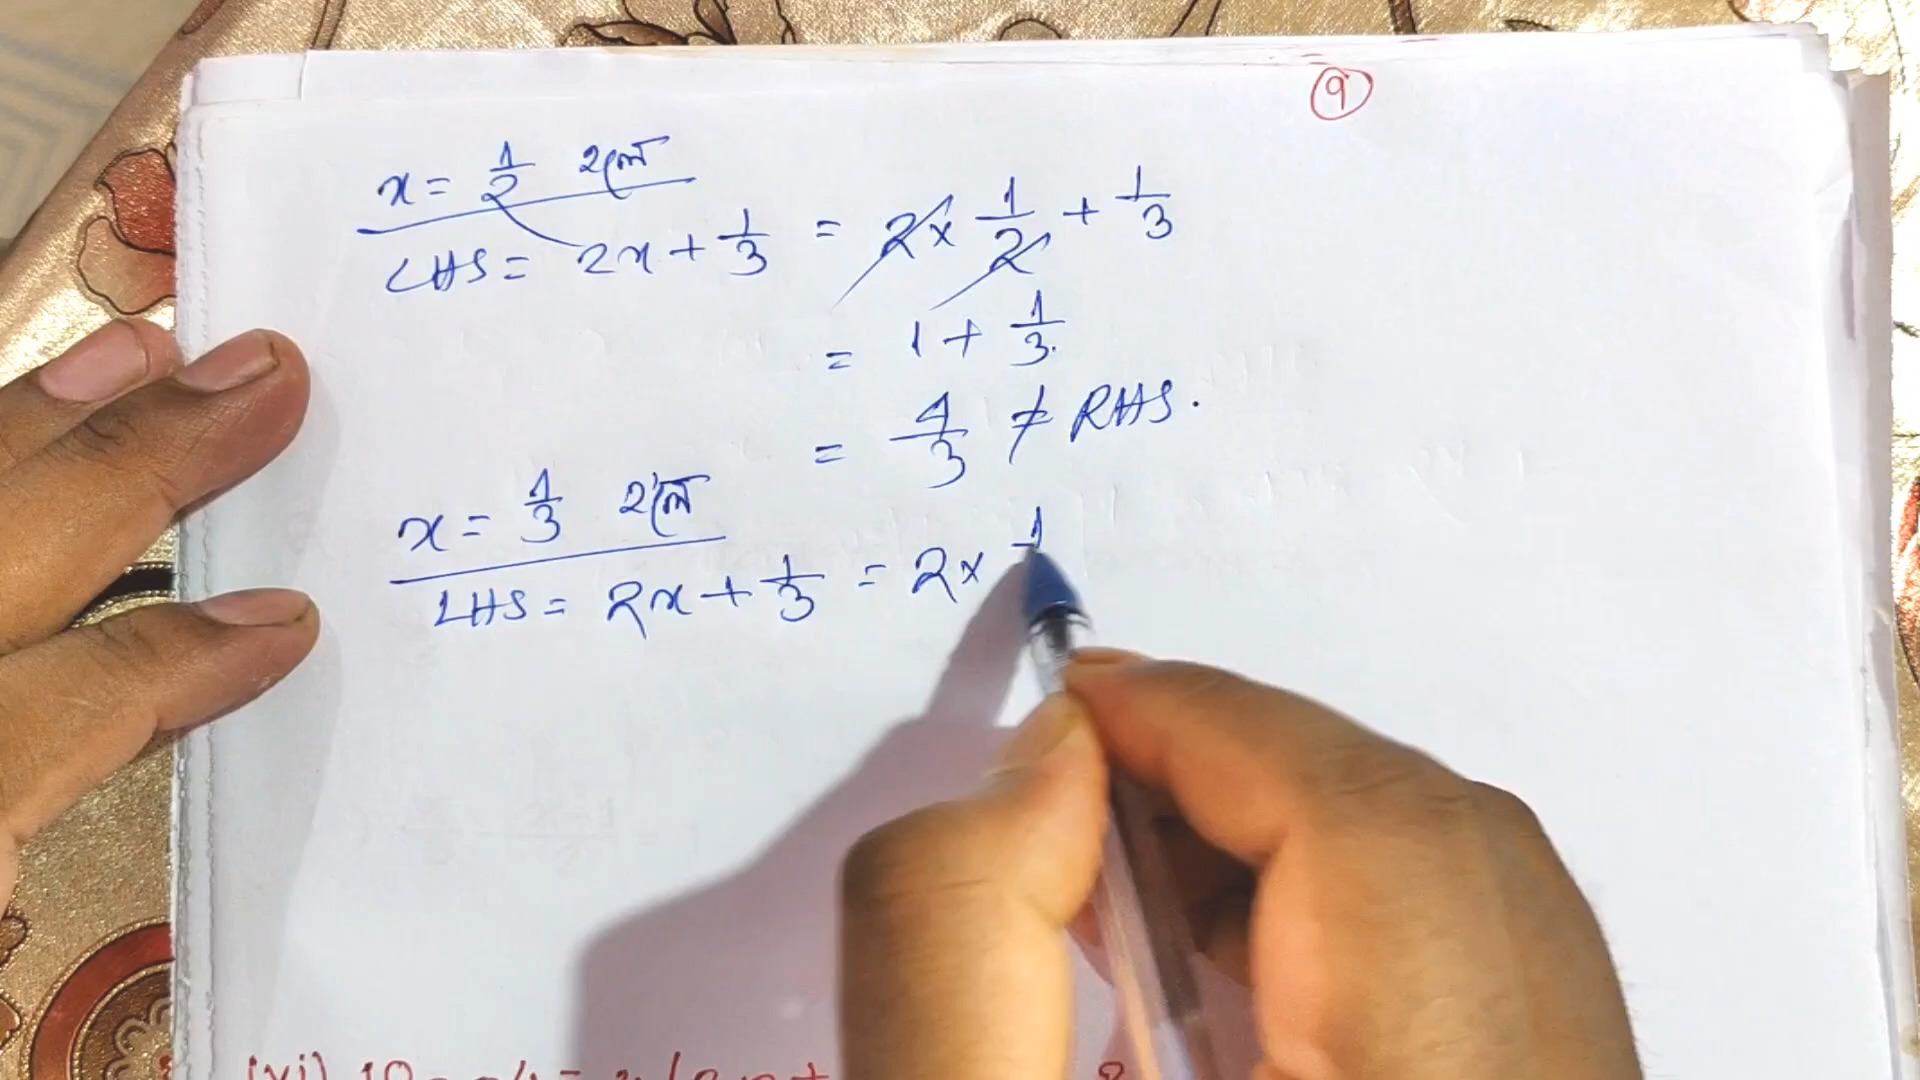 9
x = 1/2 হলে
LHS = 2x + 1/3 = 2 × 1/2 + 1/3
= 1 + 1/3
= 4/3 ≠ RHS.
x = 1/3 হলে
LHS = 2x + 1/3 = 2 × 1